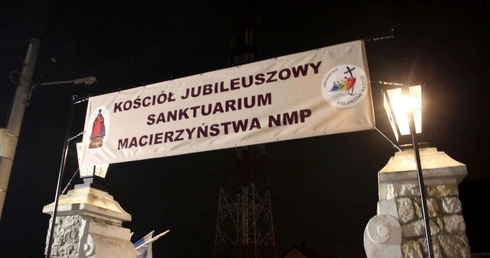 KOŚCIÓŁ JUBILEUSZOWY
SANKTUARIUM
MACIERZYŃSTWA NMP